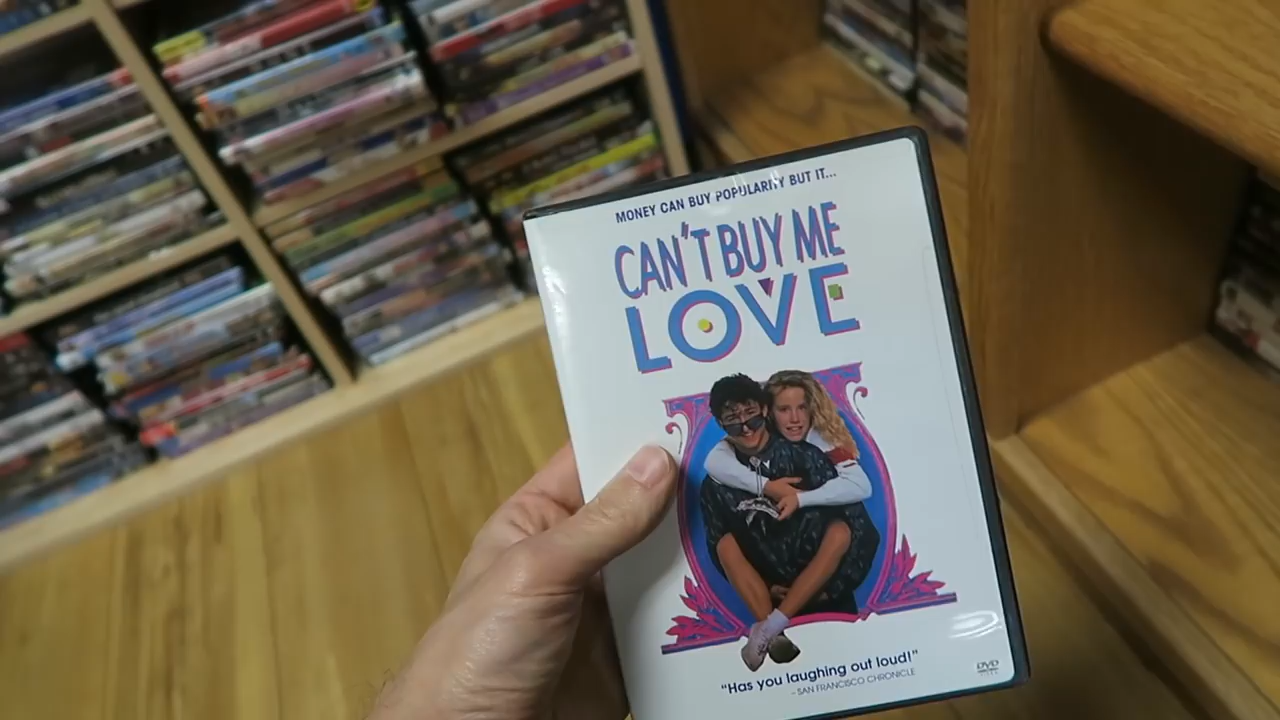 MONEY CAN BUY POPULARITY BUT IT...
CAN'T BUY ME
LOVE
"Has you laughing out loud!"
- SAN FRANCISCO CHRONICLE
DVD